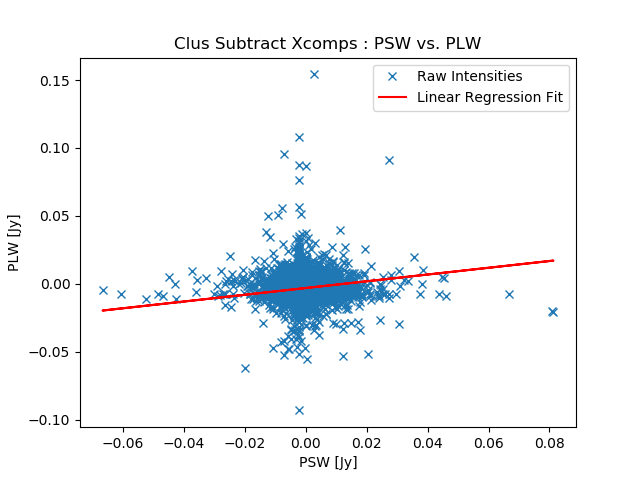 Clus Subtract Xcomps : PSW vs. PLW
Raw Intensities
Linear Regression Fit
PLW [Jy]
0.15
0.10
0.05
0.00
−0.05
−0.10
−0.06 −0.04 −0.02 0.00 0.02 0.04 0.06 0.08
PSW [Jy]